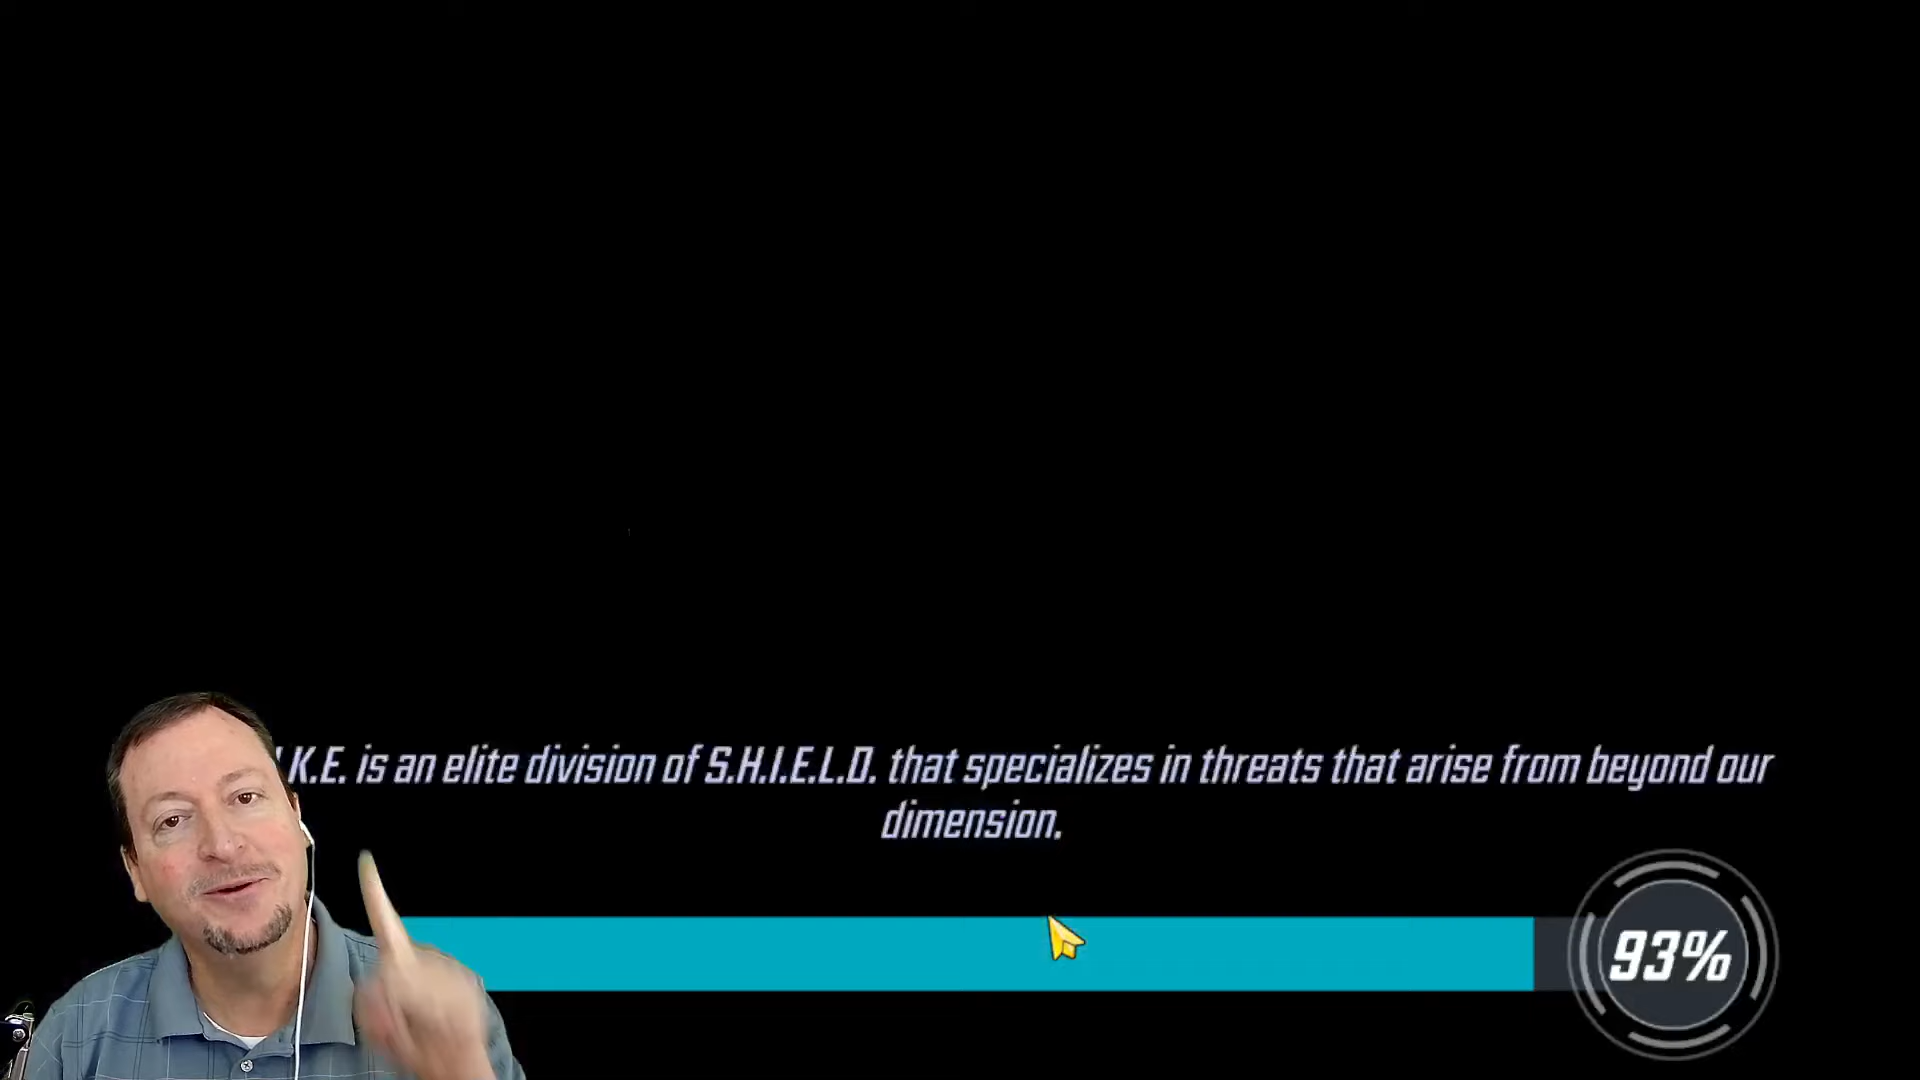 .K.E. is an elite division of S.H.I.E.L.D. that specializes in threats that arise from beyond our
dimension.
93%